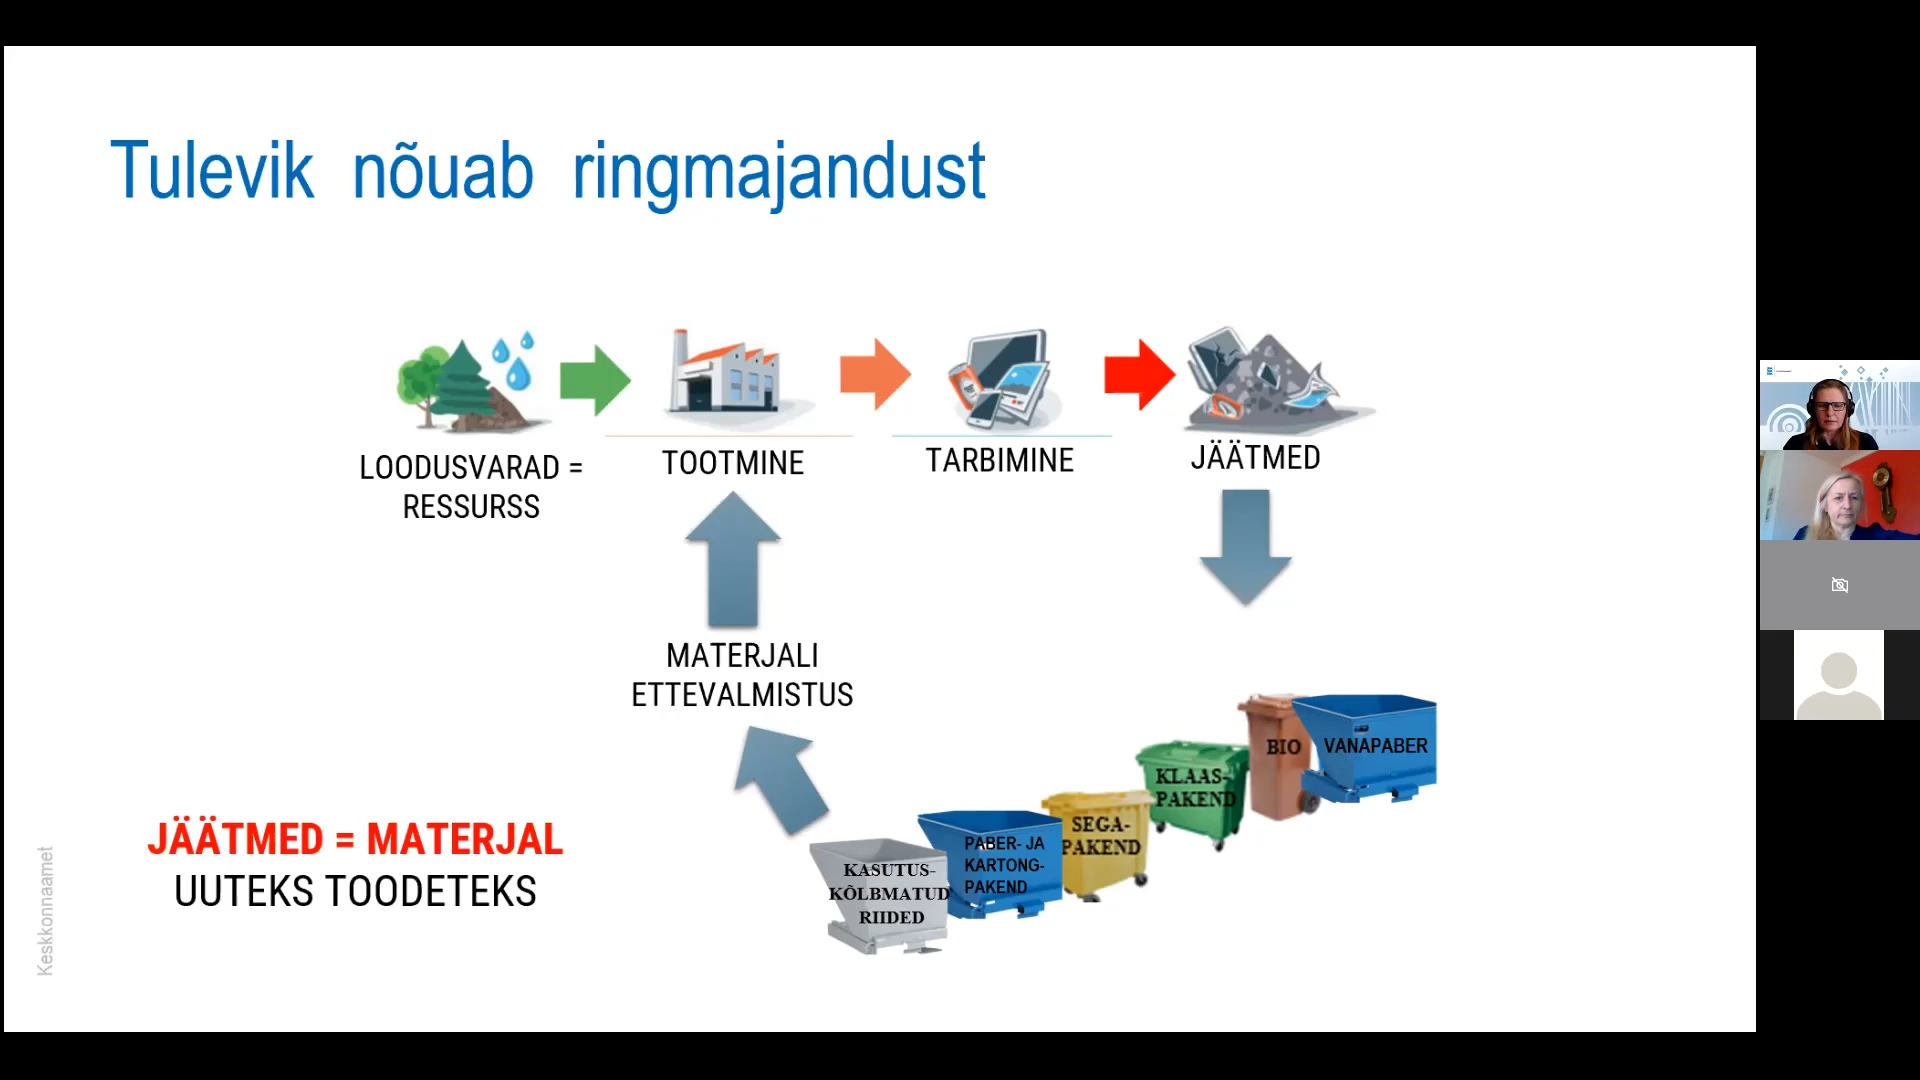 Tulevik nõuab ringmajandust
LOODUSVARAD =
RESSURSS
TOOTMINE
TARBIMINE
JÄÄTMED
MATERJALI
ETTEVALMISTUS
BIO
VANAPABER
KLAAS-
PAKEND
SEGA-
PAKEND
PABER- JA
KARTONG-
PAKEND
KASUTUS-
KÕLBMATUD
RIIDED
JÄÄTMED = MATERJAL
UUTEKS TOODETEKS
Keskkonnaamet